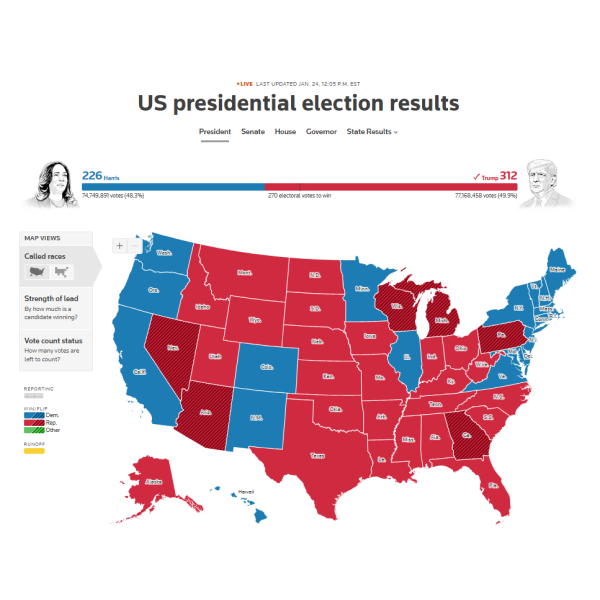 LIVE LAST UPDATED JAN. 24, 12:05 P.M. EST
US presidential election results
President Senate House Governor State Results
226 Harris
Trump 312
74,749,891 votes (48.3%) 270 electoral votes to win 77,168,458 votes (49.9%)
MAP VIEWS
Called races
Strength of lead
By how much is a
candidate winning?
Vote count status
How many votes are
left to count?
REPORTING
WIN/FLIP
Dem.
Rep.
Other
RUNOFF
Wash.
Ore.
Calif.
Nev.
Idaho
Mont.
Wyo.
Utah
Ariz.
Colo.
N.M.
N.D.
S.D.
Neb.
Kan.
Okla.
Texas
Minn.
Iowa
Mo.
Ark.
La.
Wis.
Ill.
Mich.
Ind.
Ohio
Ky.
Tenn.
Miss.
Ala.
Ga.
Fla.
S.C.
N.C.
Va.
W.Va.
Pa.
N.Y.
Vt.
N.H.
Maine
Mass.
Md.
Alaska
Hawaii